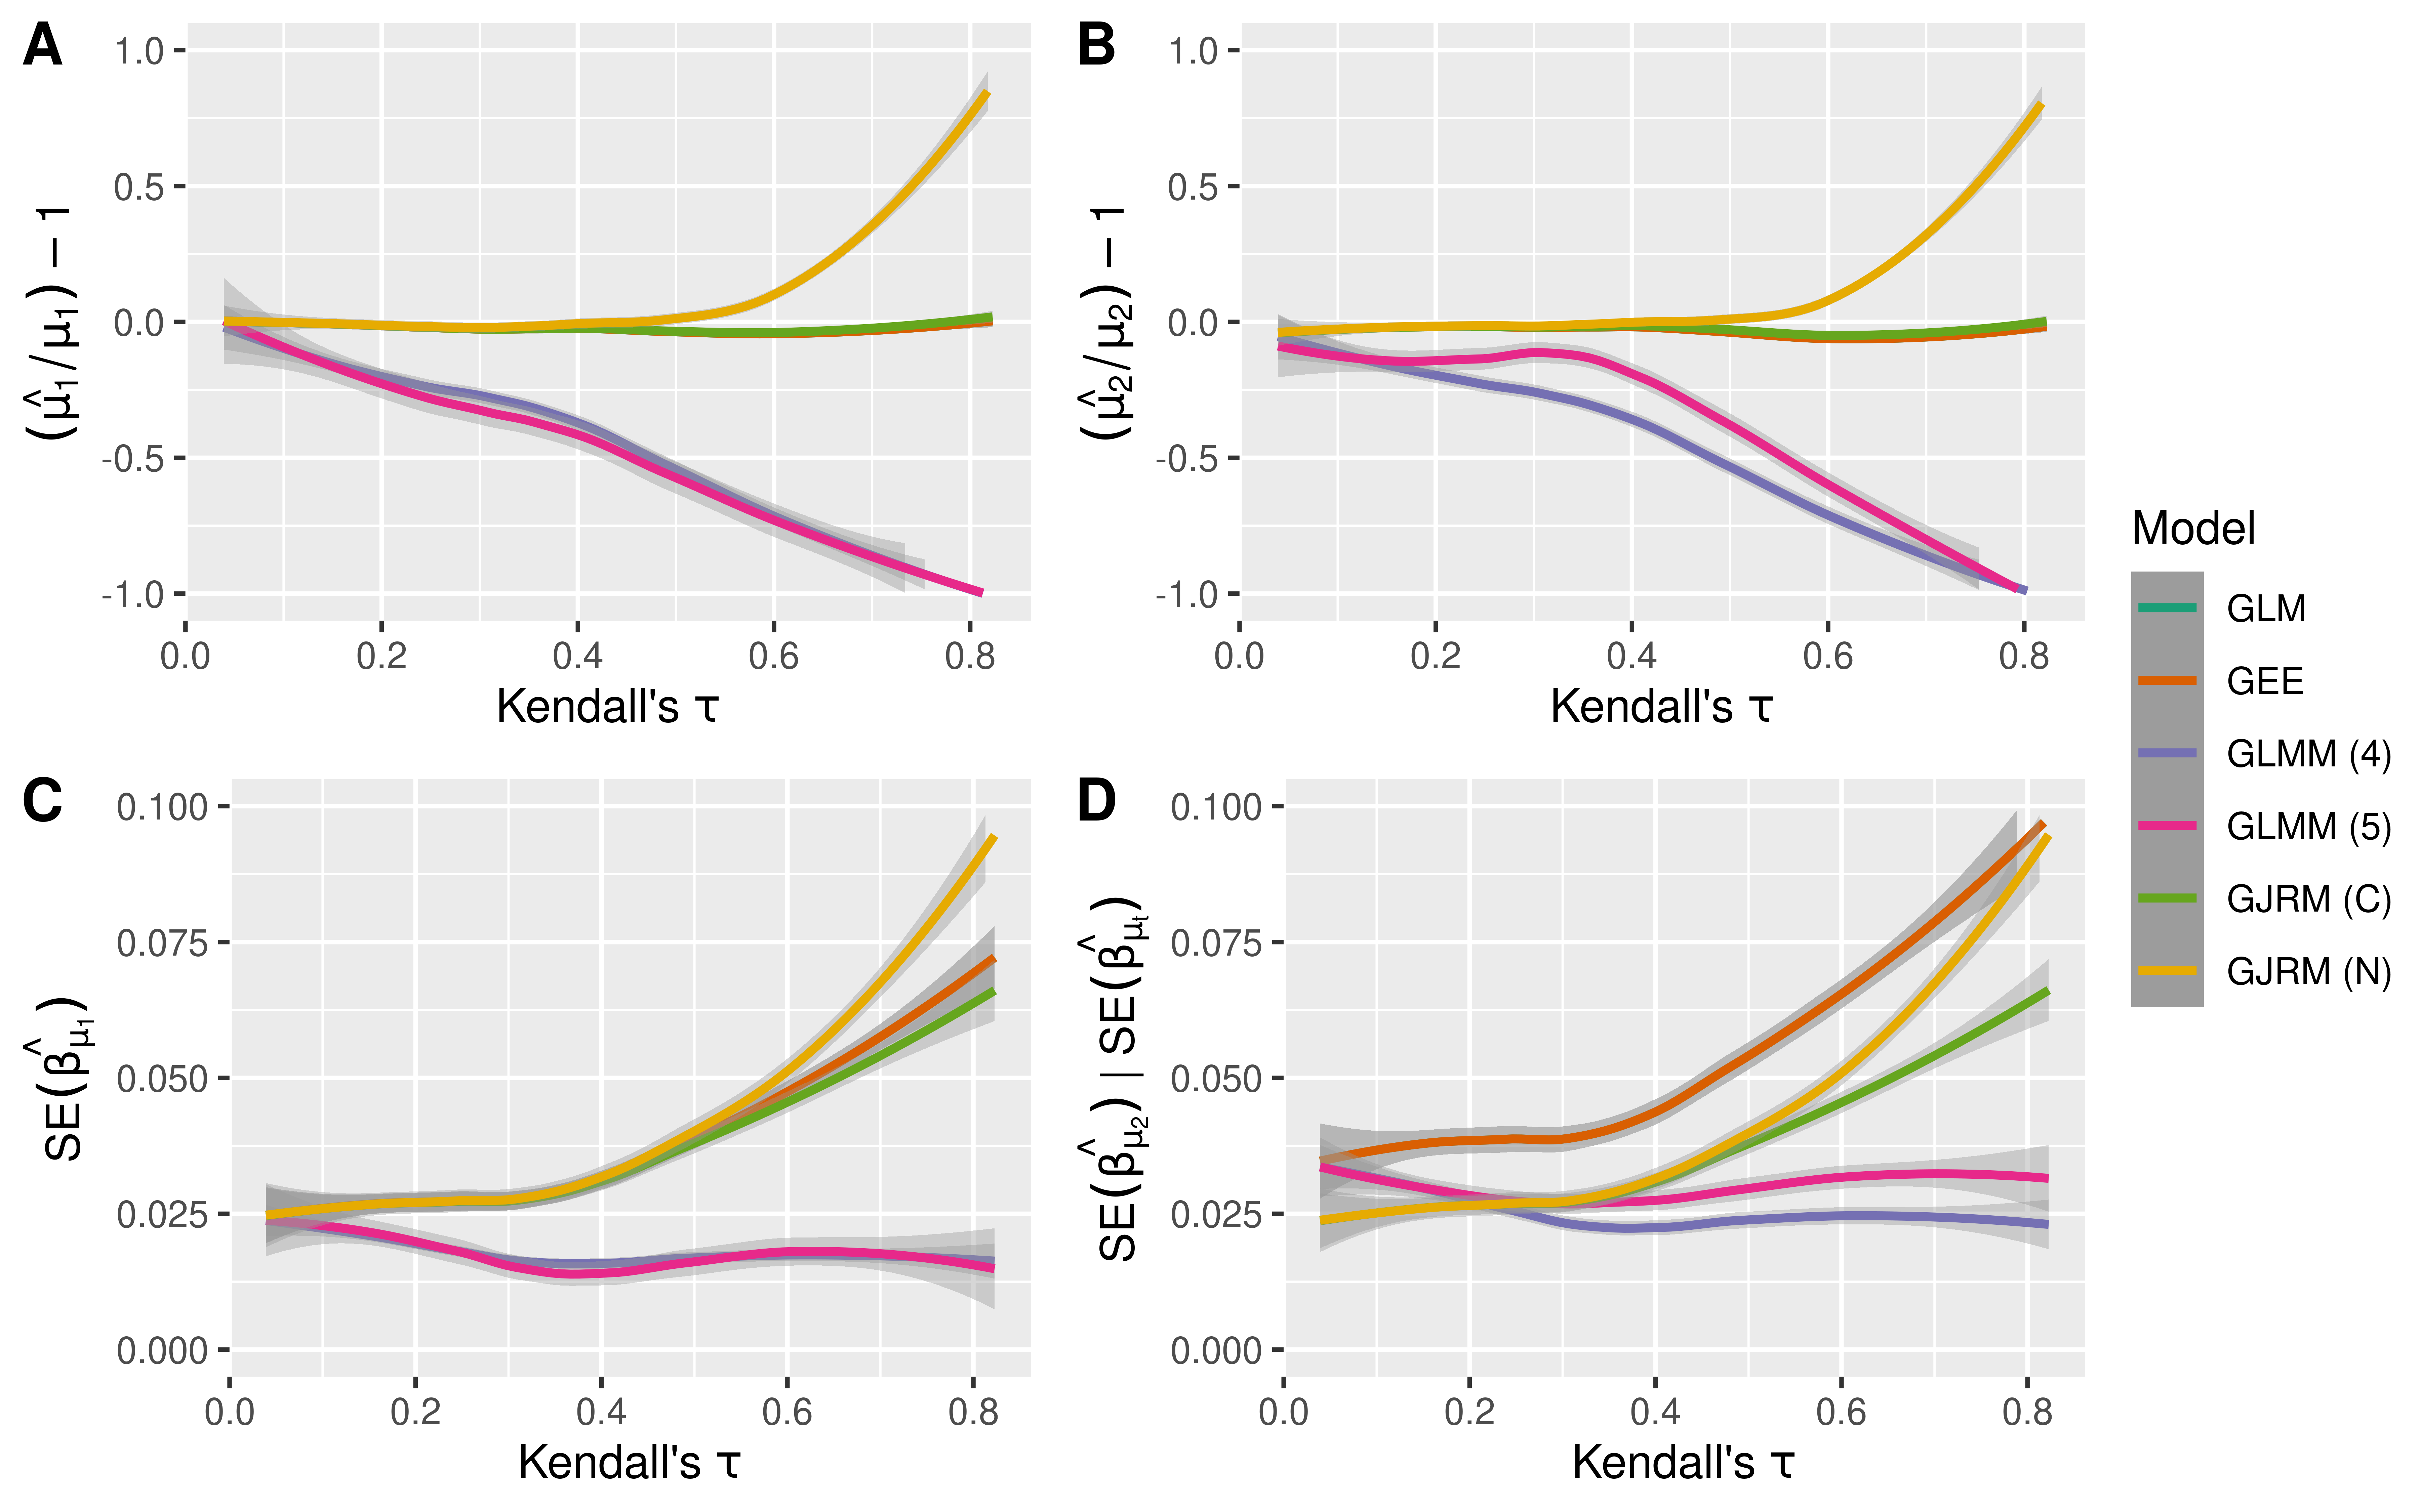 A
(μ̂₁/μ₁) − 1
1.0
0.5
0.0
-0.5
-1.0
0.0 0.2 0.4 0.6 0.8
Kendall's τ
B
(μ̂₂/μ₂) − 1
1.0
0.5
0.0
-0.5
-1.0
0.0 0.2 0.4 0.6 0.8
Kendall's τ
C
SE(β̂μ₁)
0.100
0.075
0.050
0.025
0.000
0.0 0.2 0.4 0.6 0.8
Kendall's τ
D
SE(β̂μ₂) | SE(β̂μₜ)
0.100
0.075
0.050
0.025
0.000
0.0 0.2 0.4 0.6 0.8
Kendall's τ
Model
GLM
GEE
GLMM (4)
GLMM (5)
GJRM (C)
GJRM (N)